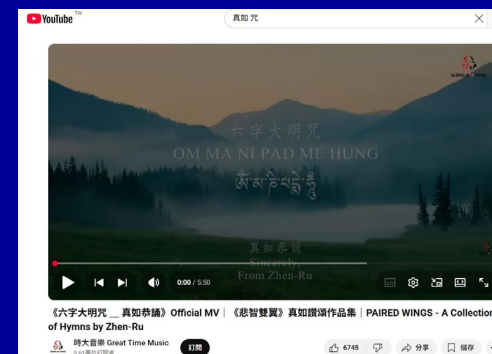 YouTube TW
真如 咒
六字大明咒
OM MA NI PAD ME HUNG
ༀ་མ་ཎི་པདྨེ་ཧཱུྃ
真如恭誦
Sincerely,
From Zhen-Ru
0:00 / 5:50
《六字大明咒 __ 真如恭誦》Official MV｜《悲智雙翼》真如讚頌作品集｜PAIRED WINGS - A Collection
of Hymns by Zhen-Ru
時大音樂 Great Time Music
訂閱
6745
分享
儲存